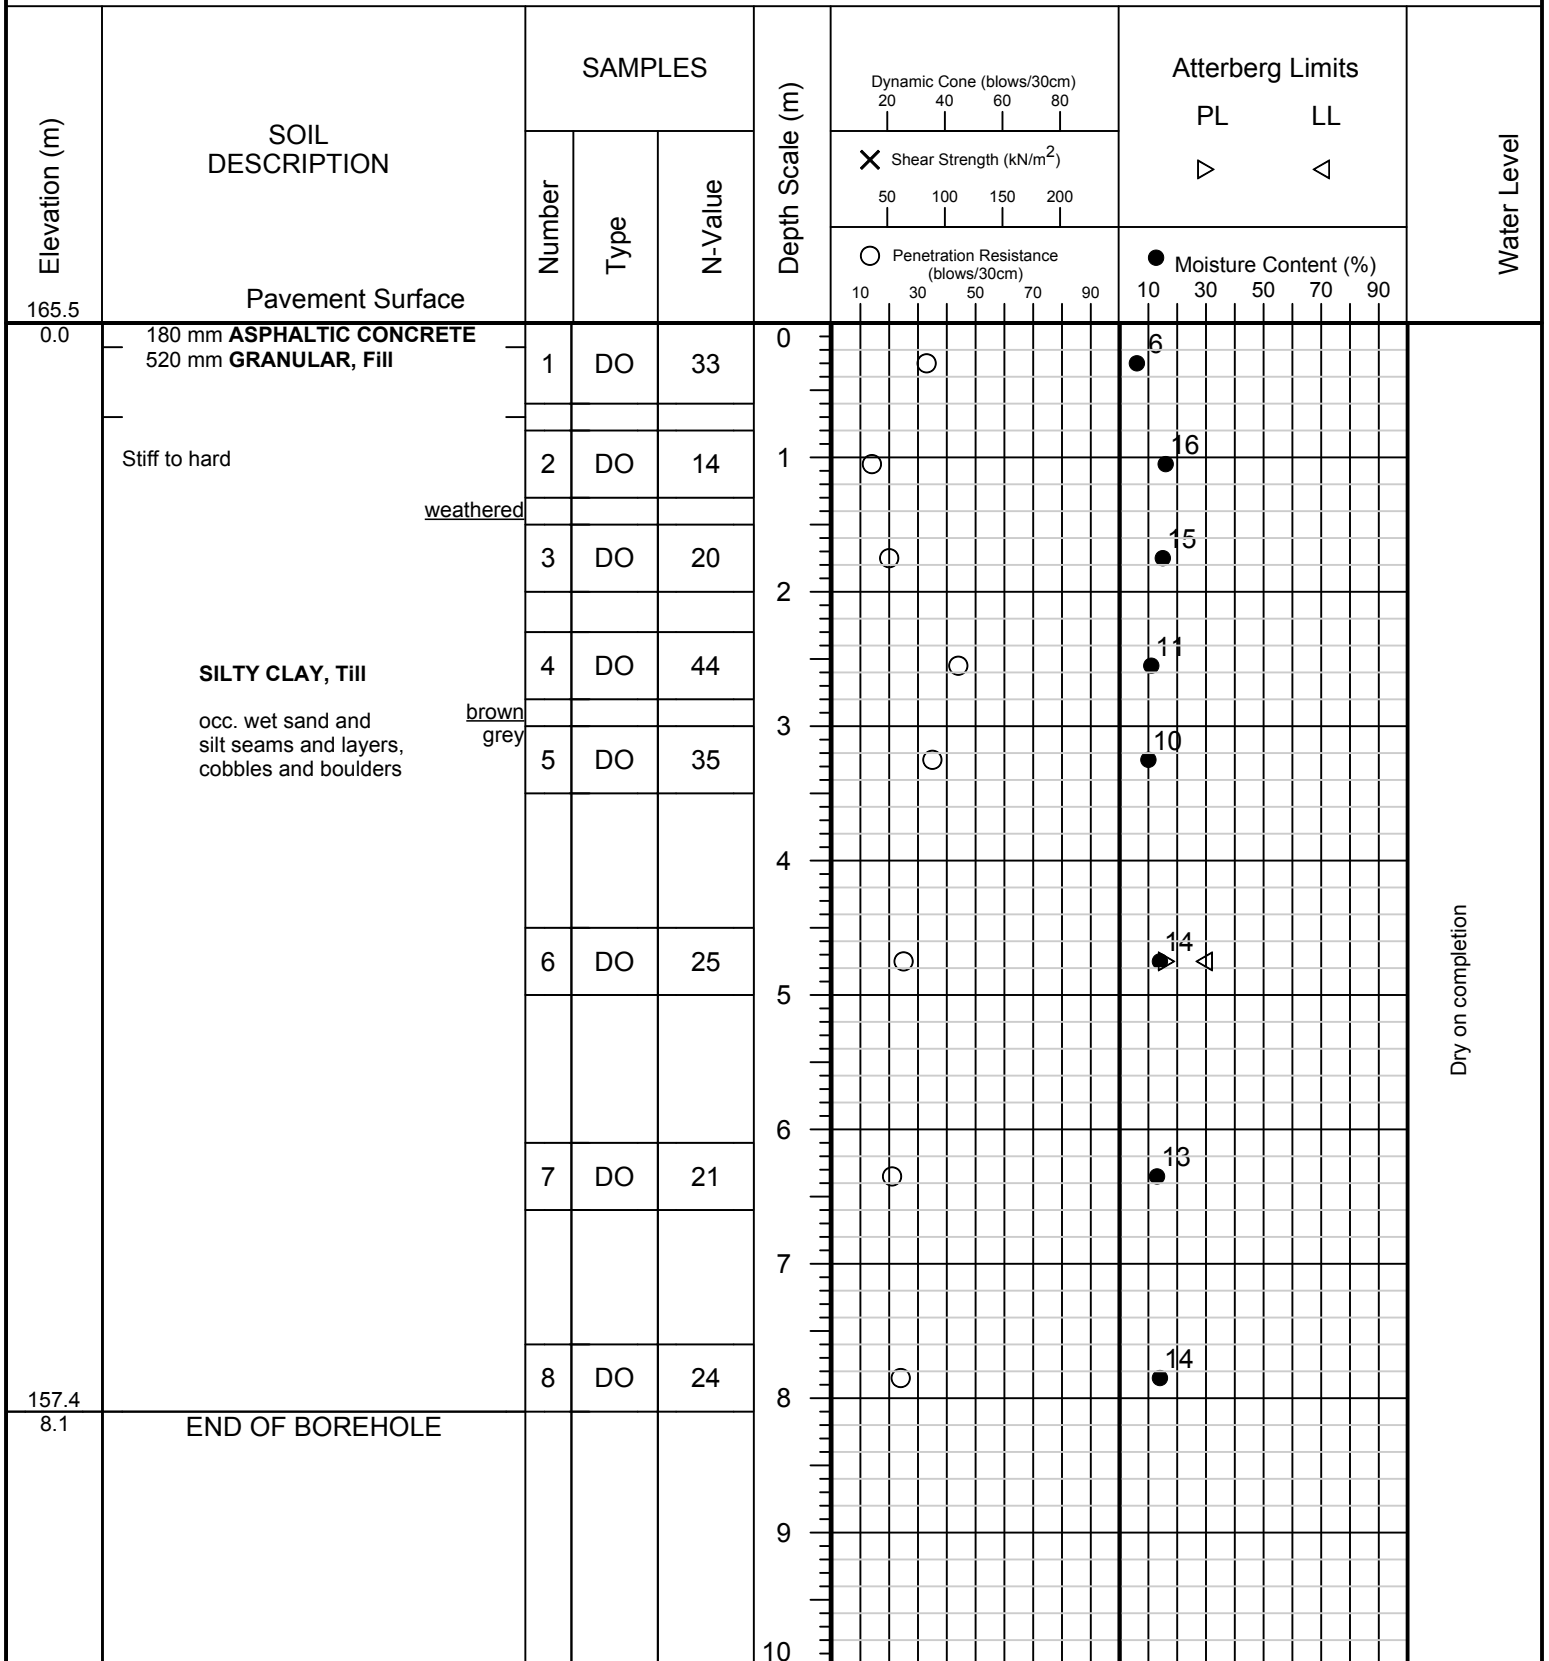 Elevation (m)
SOIL
DESCRIPTION
Pavement Surface
SAMPLES
Number
Type
N-Value
Depth Scale (m)
Dynamic Cone (blows/30cm)
20 40 60 80
Shear Strength (kN/m2)
50 100 150 200
Penetration Resistance
(blows/30cm)
10 30 50 70 90
Atterberg Limits
PL LL
Moisture Content (%)
10 30 50 70 90
Water Level
165.5
0.0
180 mm ASPHALTIC CONCRETE
520 mm GRANULAR, Fill
1 DO 33
0
6
Stiff to hard
2 DO 14
1
16
weathered
3 DO 20
15
2
SILTY CLAY, Till
4 DO 44
11
occ. wet sand and
silt seams and layers,
cobbles and boulders
brown
grey
3
5 DO 35
10
4
6 DO 25
14
5
Dry on completion
6
7 DO 21
13
7
8 DO 24
14
8
157.4
8.1
END OF BOREHOLE
9
10